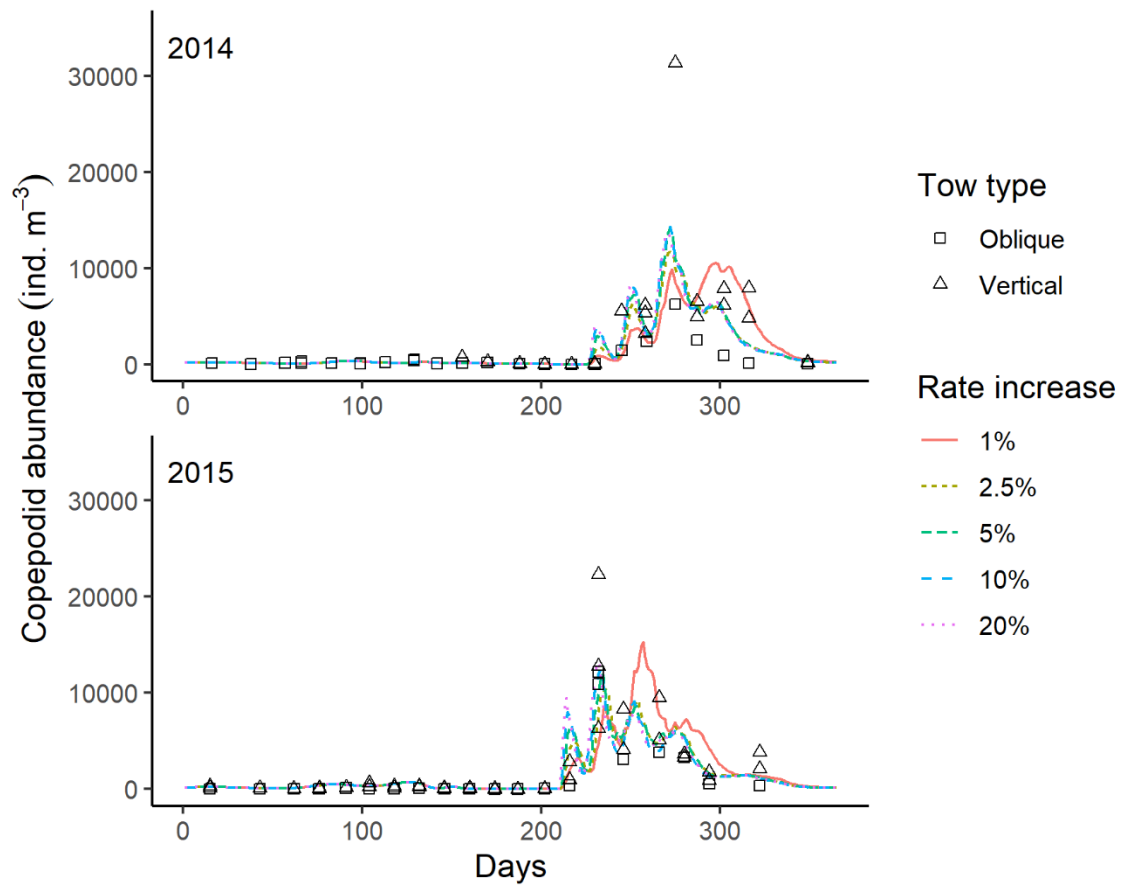 Copepodid abundance (ind. m⁻³)
2014
30000
20000
10000
0
0 100 200 300
2015
30000
20000
10000
0
0 100 200 300
Days
Tow type
Oblique
Vertical
Rate increase
1%
2.5%
5%
10%
20%